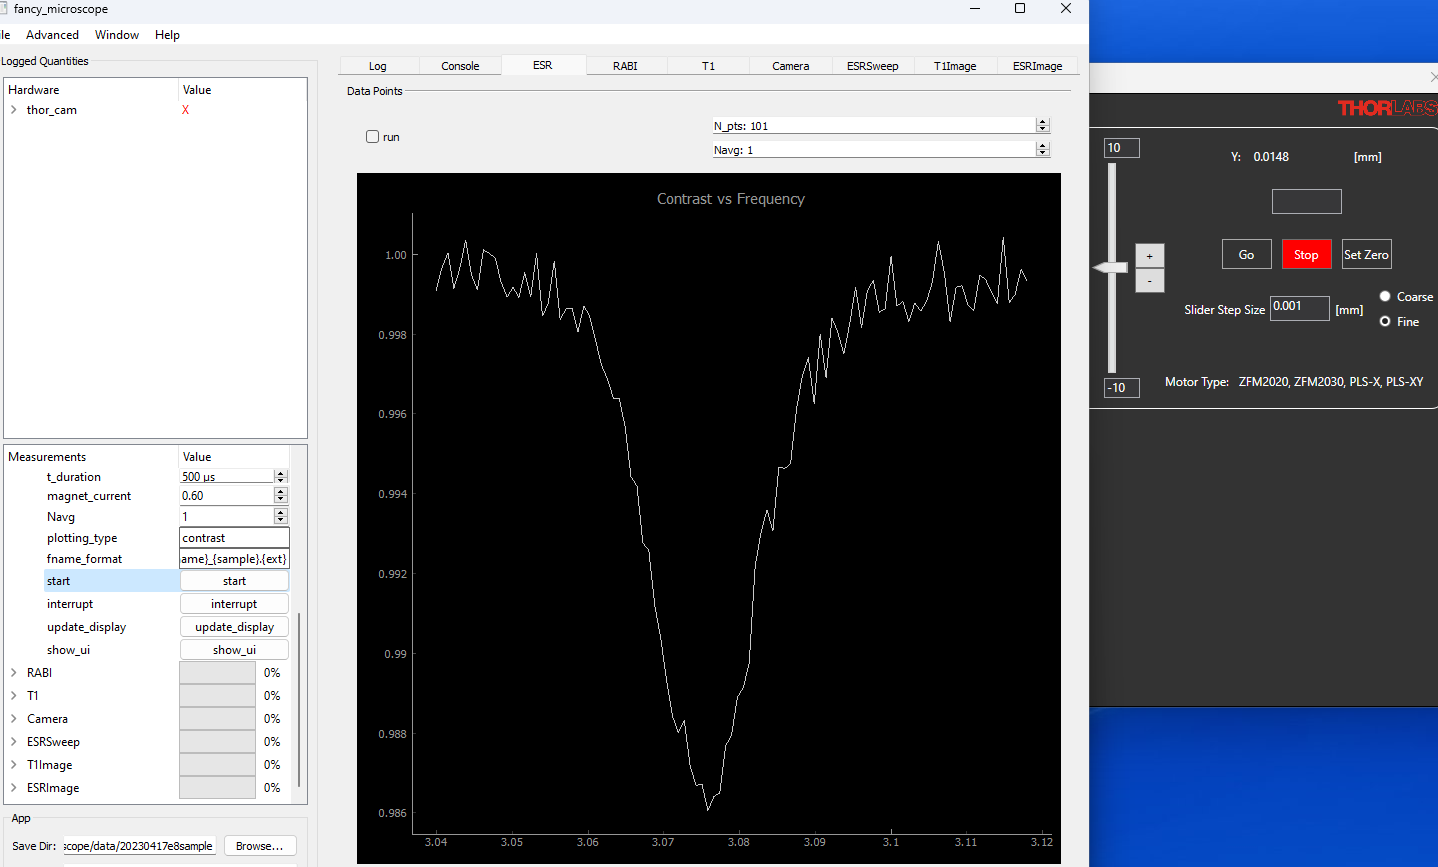 fancy_microscope
ile Advanced Window Help
Logged Quantities
Hardware Value
thor_cam X
Measurements Value
t_duration 500 µs
magnet_current 0.60
Navg 1
plotting_type contrast
fname_format ame}_{sample}.{ext}
start start
interrupt interrupt
update_display update_display
show_ui show_ui
RABI 0%
T1 0%
Camera 0%
ESRSweep 0%
T1Image 0%
ESRImage 0%
App
Save Dir: scope/data/20230417e8sample Browse...
Log Console ESR RABI T1 Camera ESRSweep T1Image ESRImage
Data Points
run
N_pts: 101
Navg: 1
Contrast vs Frequency
1.00
0.998
0.996
0.994
0.992
0.99
0.988
0.986
3.04 3.05 3.06 3.07 3.08 3.09 3.1 3.11 3.12
THORLABS
10
Y: 0.0148 [mm]
+
-
Go Stop Set Zero
Slider Step Size 0.001 [mm]
Coarse
Fine
-10
Motor Type: ZFM2020, ZFM2030, PLS-X, PLS-XY